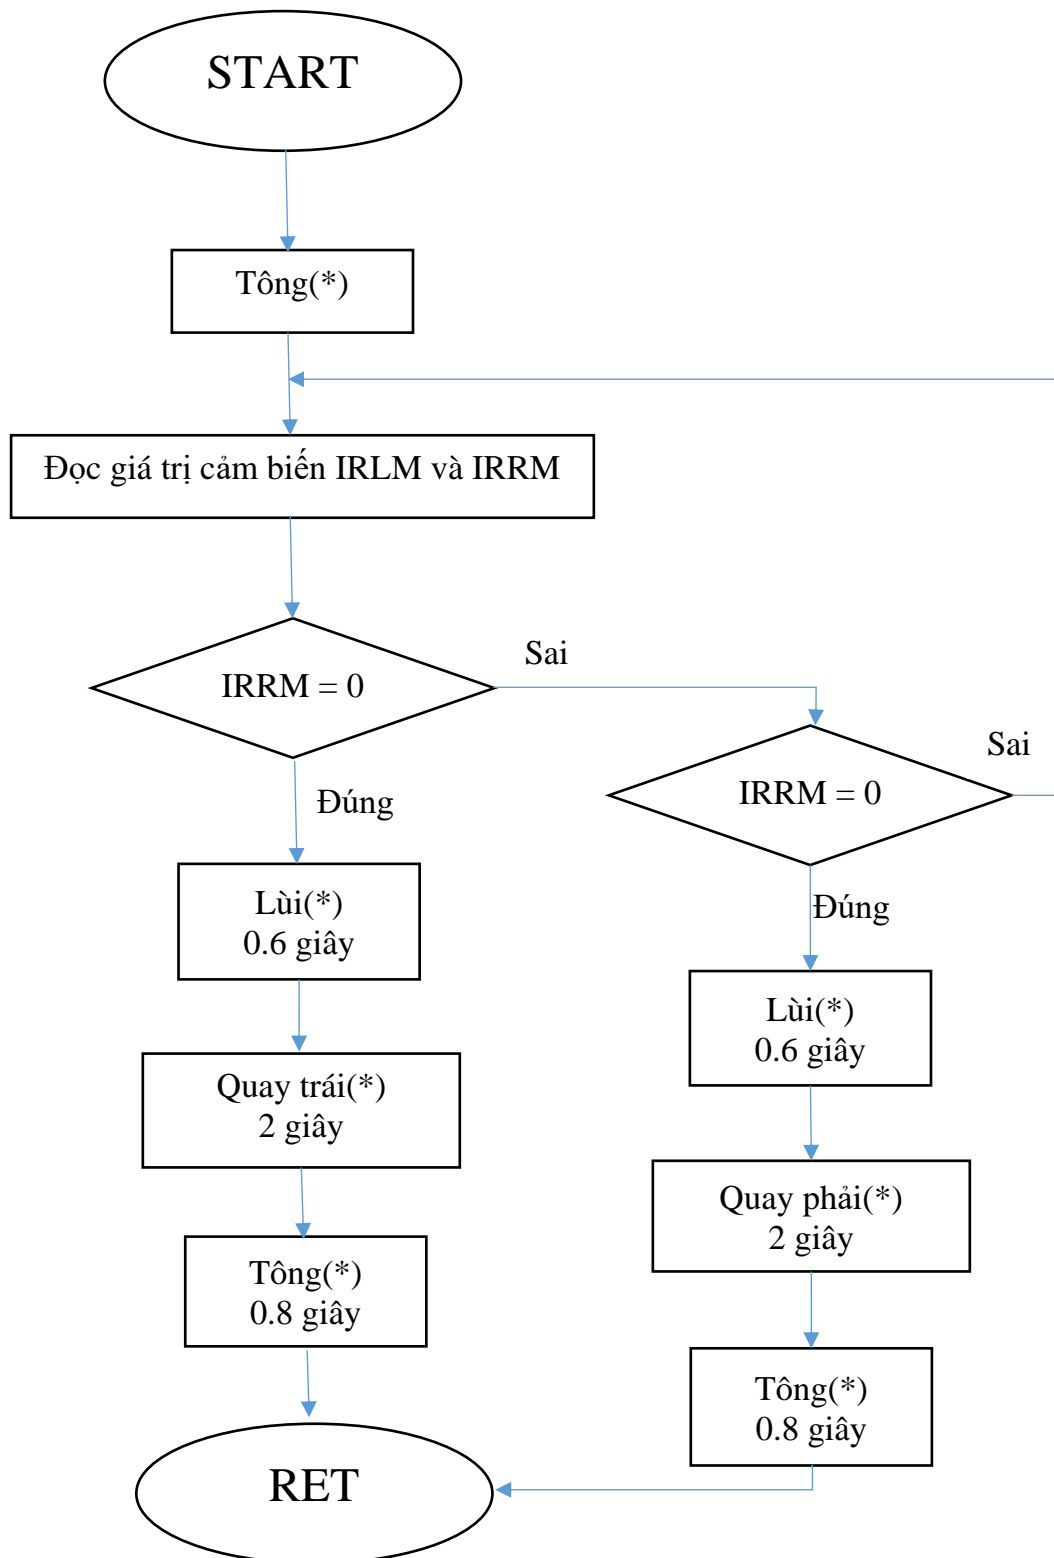 START
Tông(*)
Đọc giá trị cảm biến IRLM và IRRM
IRRM = 0
Sai
Đúng
Lùi(*)
0.6 giây
Quay trái(*)
2 giây
Tông(*)
0.8 giây
IRRM = 0
Sai
Đúng
Lùi(*)
0.6 giây
Quay phải(*)
2 giây
Tông(*)
0.8 giây
RET